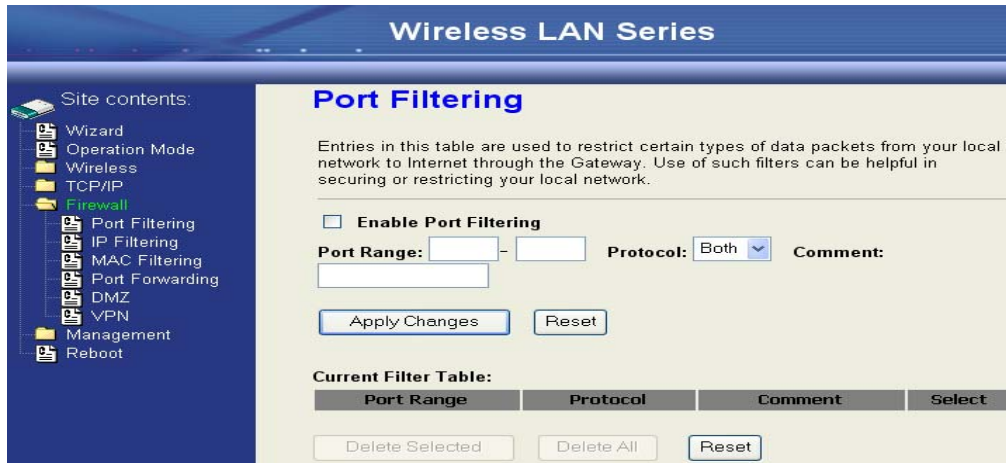 Wireless LAN Series
Site contents:
Wizard
Operation Mode
Wireless
TCP/IP
Firewall
Port Filtering
IP Filtering
MAC Filtering
Port Forwarding
DMZ
VPN
Management
Reboot
Port Filtering
Entries in this table are used to restrict certain types of data packets from your local
network to Internet through the Gateway. Use of such filters can be helpful in
securing or restricting your local network.
Enable Port Filtering
Port Range: - Protocol: Both Comment:
Apply Changes Reset
Current Filter Table:
Port Range Protocol Comment Select
Delete Selected Delete All Reset